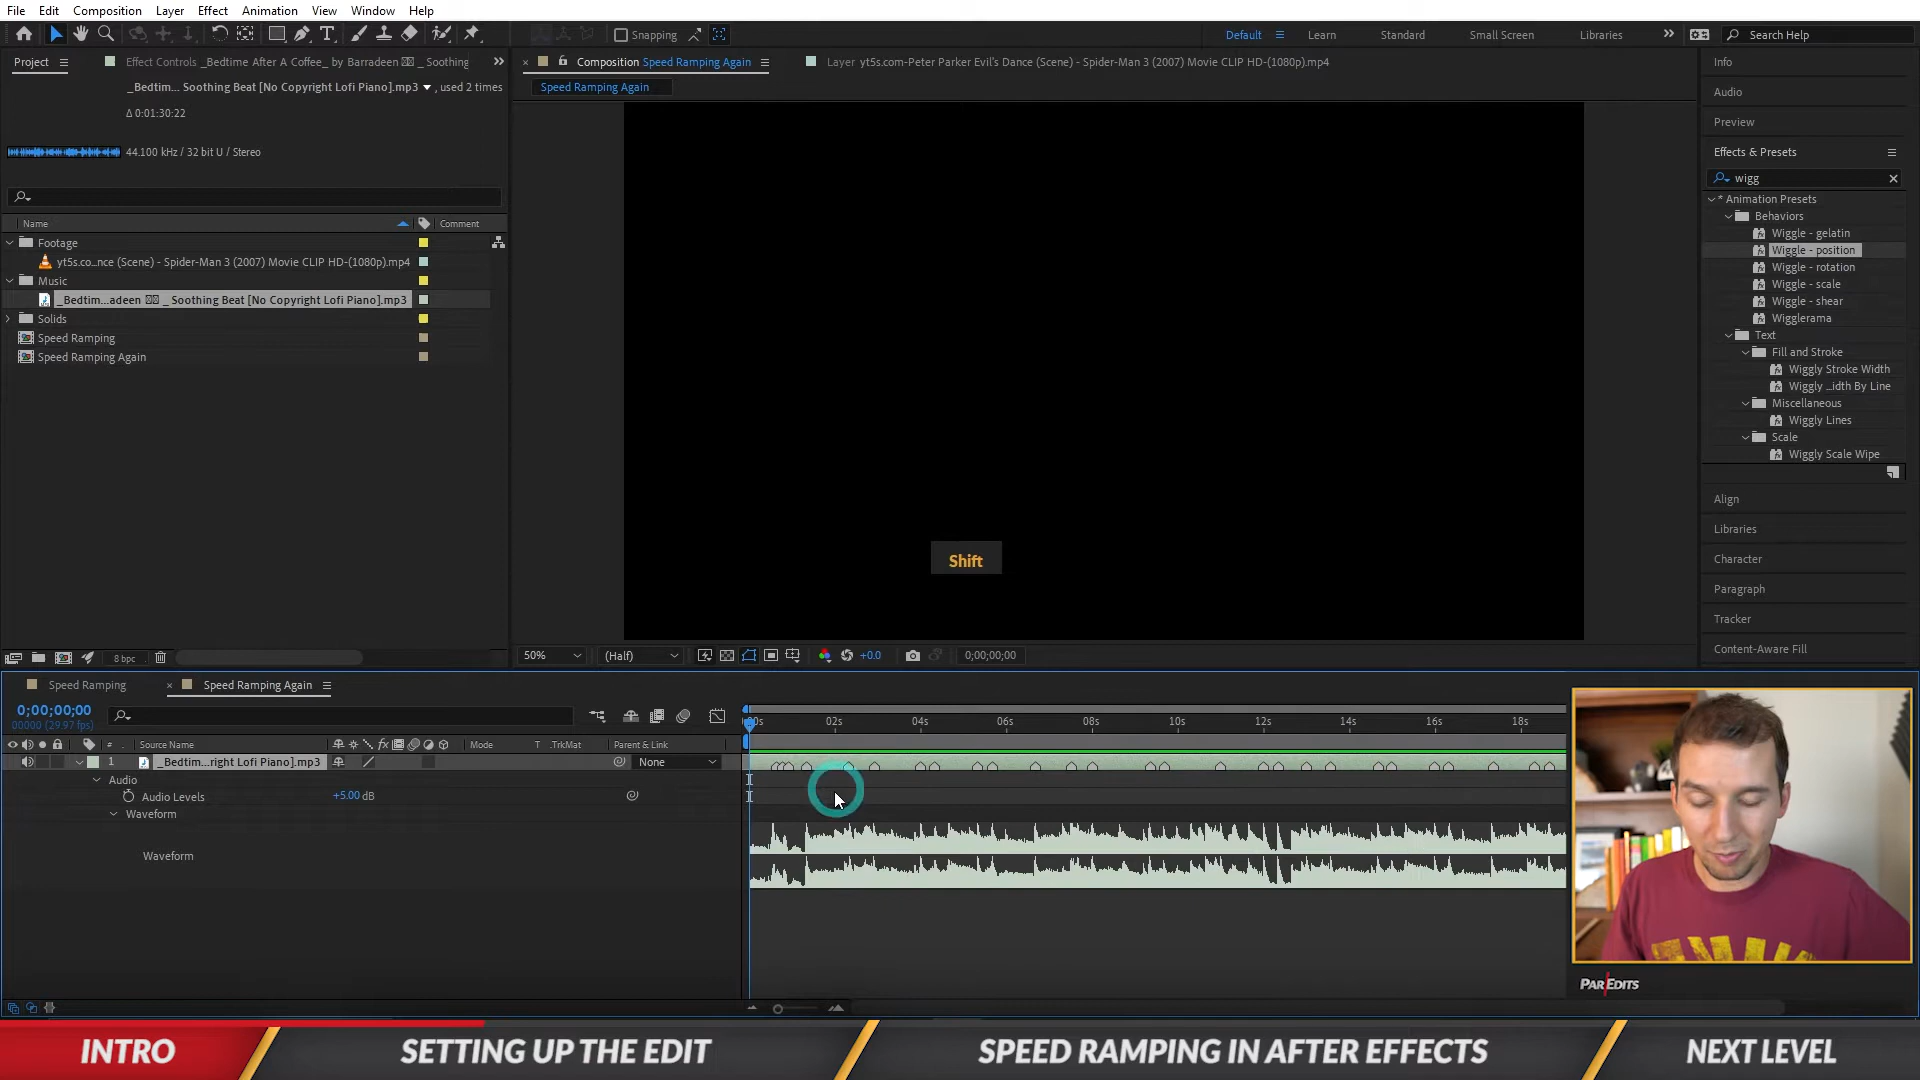 File Edit Composition Layer Effect Animation View Window Help
Snapping
Default Learn Standard Small Screen Libraries Search Help
Project Effect Controls _Bedtime After A Coffee_ by Barradeen _ Soothing
_Bedtim... Soothing Beat [No Copyright Lofi Piano].mp3 , used 2 times
Δ 0:01:30:22
44.100 kHz / 32 bit U / Stereo
Name Comment
Footage
yt5s.co...nce (Scene) - Spider-Man 3 (2007) Movie CLIP HD-(1080p).mp4
Music
_Bedtim...adeen _ Soothing Beat [No Copyright Lofi Piano].mp3
Solids
Speed Ramping
Speed Ramping Again
8 bpc
Composition Speed Ramping Again
Layer yt5s.com-Peter Parker Evil's Dance (Scene) - Spider-Man 3 (2007) Movie CLIP HD-(1080p).mp4
Speed Ramping Again
Shift
50% (Half) +0.0 0;00;00;00
Info
Audio
Preview
Effects & Presets
wigg
* Animation Presets
Behaviors
Wiggle - gelatin
Wiggle - position
Wiggle - rotation
Wiggle - scale
Wiggle - shear
Wigglerama
Text
Fill and Stroke
Wiggly Stroke Width
Wiggly ...idth By Line
Miscellaneous
Wiggly Lines
Scale
Wiggly Scale Wipe
Align
Libraries
Character
Paragraph
Tracker
Content-Aware Fill
Speed Ramping Speed Ramping Again
0;00;00;00
00000 (29.97 fps)
# Source Name Mode T .TrkMat Parent & Link
1 _Bedtim...right Lofi Piano].mp3 None
Audio
Audio Levels +5.00 dB
Waveform
Waveform
00s 02s 04s 06s 08s 10s 12s 14s 16s 18s
PAREDITS
INTRO SETTING UP THE EDIT SPEED RAMPING IN AFTER EFFECTS NEXT LEVEL